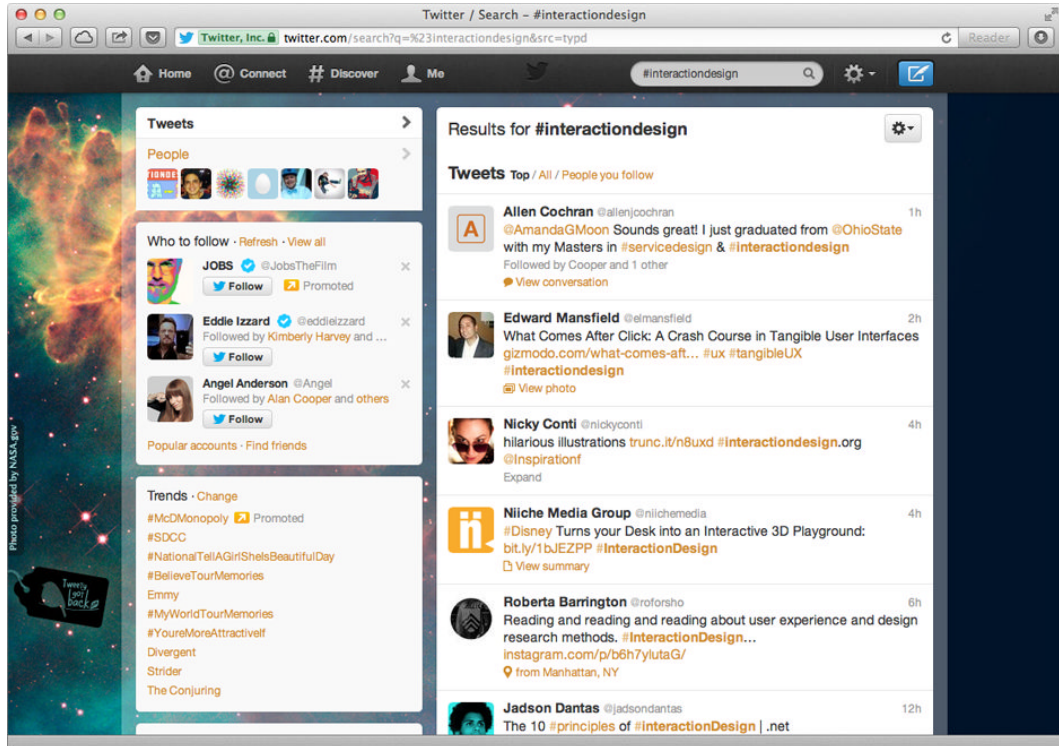 Twitter / Search – #interactiondesign
Twitter, Inc. twitter.com/search?q=%23interactiondesign&src=typd
Reader
Home
Connect
Discover
Me
#interactiondesign
Tweets
People
Who to follow · Refresh · View all
JOBS @JobsTheFilm
Follow Promoted
Eddie Izzard @eddieizzard
Followed by Kimberly Harvey and ...
Follow
Angel Anderson @Angel
Followed by Alan Cooper and others
Follow
Popular accounts · Find friends
Trends · Change
#McDMonopoly Promoted
#SDCC
#NationalTellAGirlSheIsBeautifulDay
#BelieveTourMemories
Emmy
#MyWorldTourMemories
#YoureMoreAttractiveIf
Divergent
Strider
The Conjuring
Photo provided by NASA.gov
Tweety
got
back
Results for #interactiondesign
Tweets Top / All / People you follow
Allen Cochran @allenjcochran 1h
@AmandaGMoon Sounds great! I just graduated from @OhioState
with my Masters in #servicedesign & #interactiondesign
Followed by Cooper and 1 other
View conversation
Edward Mansfield @elmansfield 2h
What Comes After Click: A Crash Course in Tangible User Interfaces
gizmodo.com/what-comes-aft... #ux #tangibleUX
#interactiondesign
View photo
Nicky Conti @nickyconti 4h
hilarious illustrations trunc.it/n8uxd #interactiondesign.org
@Inspirationf
Expand
Niiche Media Group @niichemedia 4h
#Disney Turns your Desk into an Interactive 3D Playground:
bit.ly/1bJEZPP #InteractionDesign
View summary
Roberta Barrington @roforsho 6h
Reading and reading and reading about user experience and design
research methods. #InteractionDesign...
instagram.com/p/b6h7ylutaG/
from Manhattan, NY
Jadson Dantas @jadsondantas 12h
The 10 #principles of #interactionDesign | .net